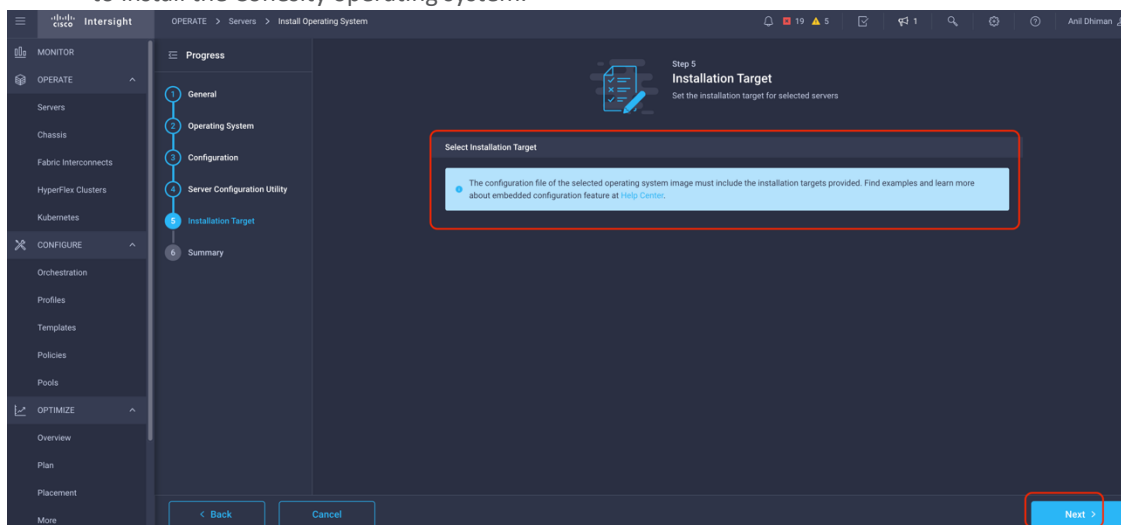 to install the Cohesity operating system.
cisco Intersight
OPERATE > Servers > Install Operating System
19 5
1
Anil Dhiman
MONITOR
OPERATE
Servers
Chassis
Fabric Interconnects
HyperFlex Clusters
Kubernetes
CONFIGURE
Orchestration
Profiles
Templates
Policies
Pools
OPTIMIZE
Overview
Plan
Placement
More
Progress
1 General
2 Operating System
3 Configuration
4 Server Configuration Utility
5 Installation Target
6 Summary
Step 5
Installation Target
Set the installation target for selected servers
Select Installation Target
The configuration file of the selected operating system image must include the installation targets provided. Find examples and learn more
about embedded configuration feature at Help Center.
< Back
Cancel
Next >